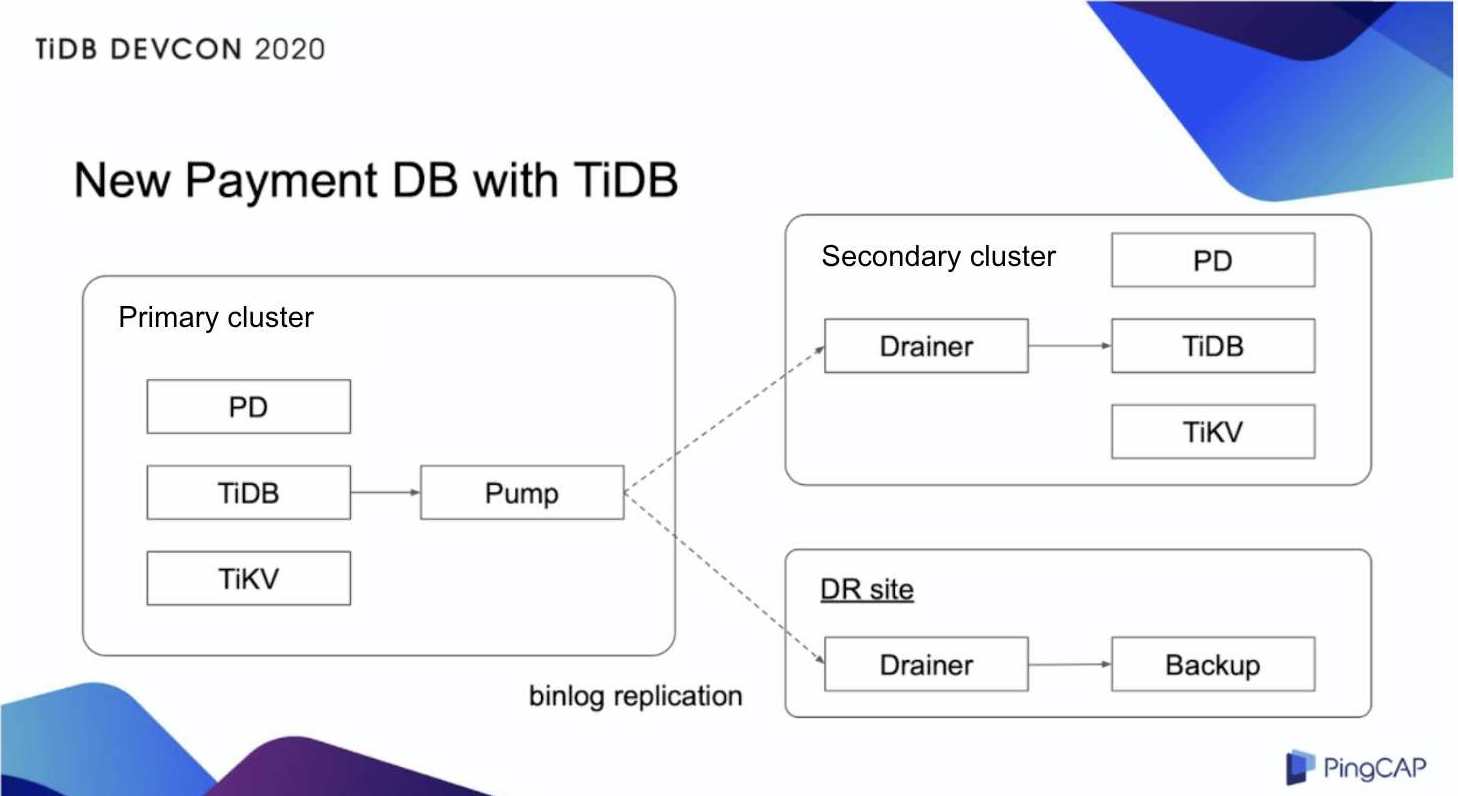 TiDB DEVCON 2020
New Payment DB with TiDB
Primary cluster
PD
TiDB
Pump
TiKV
Secondary cluster
PD
Drainer
TiDB
TiKV
DR site
Drainer
Backup
binlog replication
PingCAP